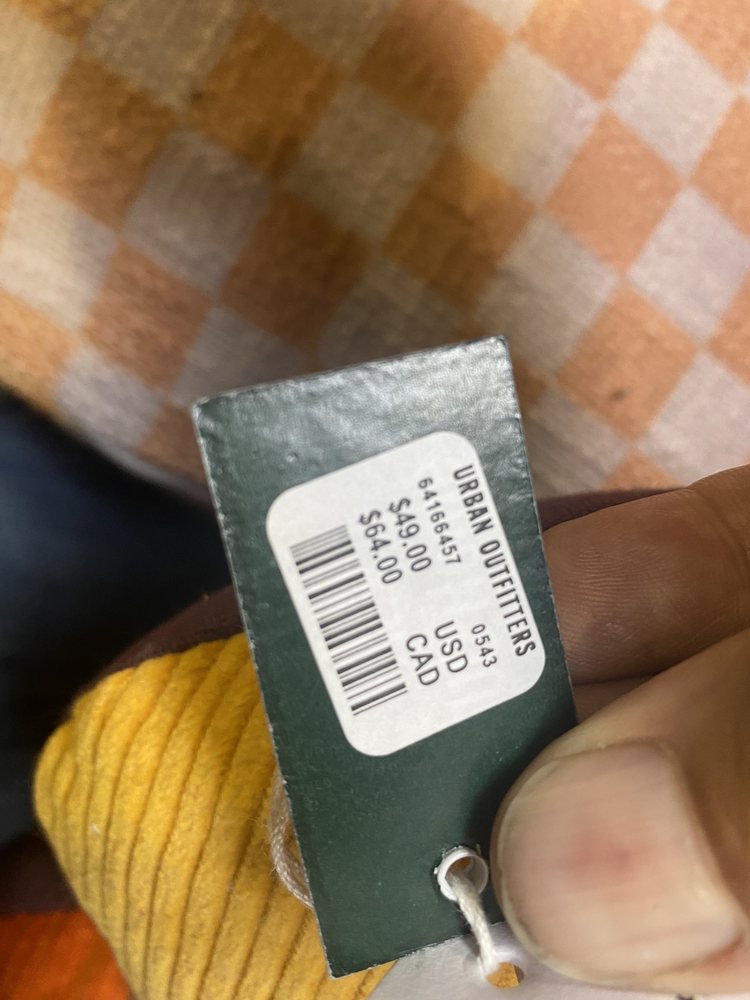 URBAN OUTFITTERS
64166457 0543
$49.00 USD
$64.00 CAD